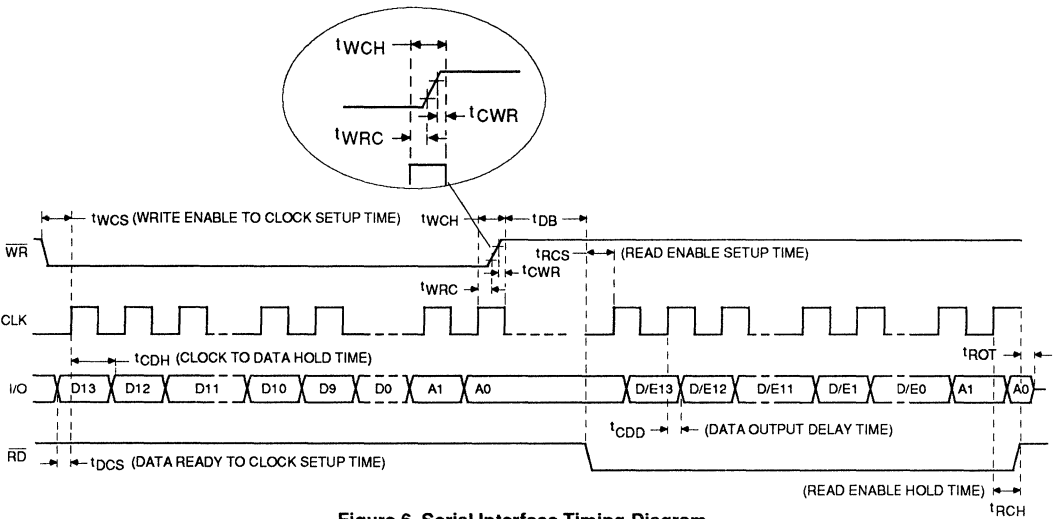 tWCH
tCWR
tWRC
tWCS (WRITE ENABLE TO CLOCK SETUP TIME)
tWCH
tDB
WR
tRCS
(READ ENABLE SETUP TIME)
tCWR
tWRC
CLK
tCDH (CLOCK TO DATA HOLD TIME)
tROT
I/O D13 D12 D11 D10 D9 D0 A1 A0 D/E13 D/E12 D/E11 D/E1 D/E0 A1 A0
tCDD (DATA OUTPUT DELAY TIME)
RD
tDCS (DATA READY TO CLOCK SETUP TIME)
(READ ENABLE HOLD TIME)
tRCH
Figure 6. Serial Interface Timing Diagram